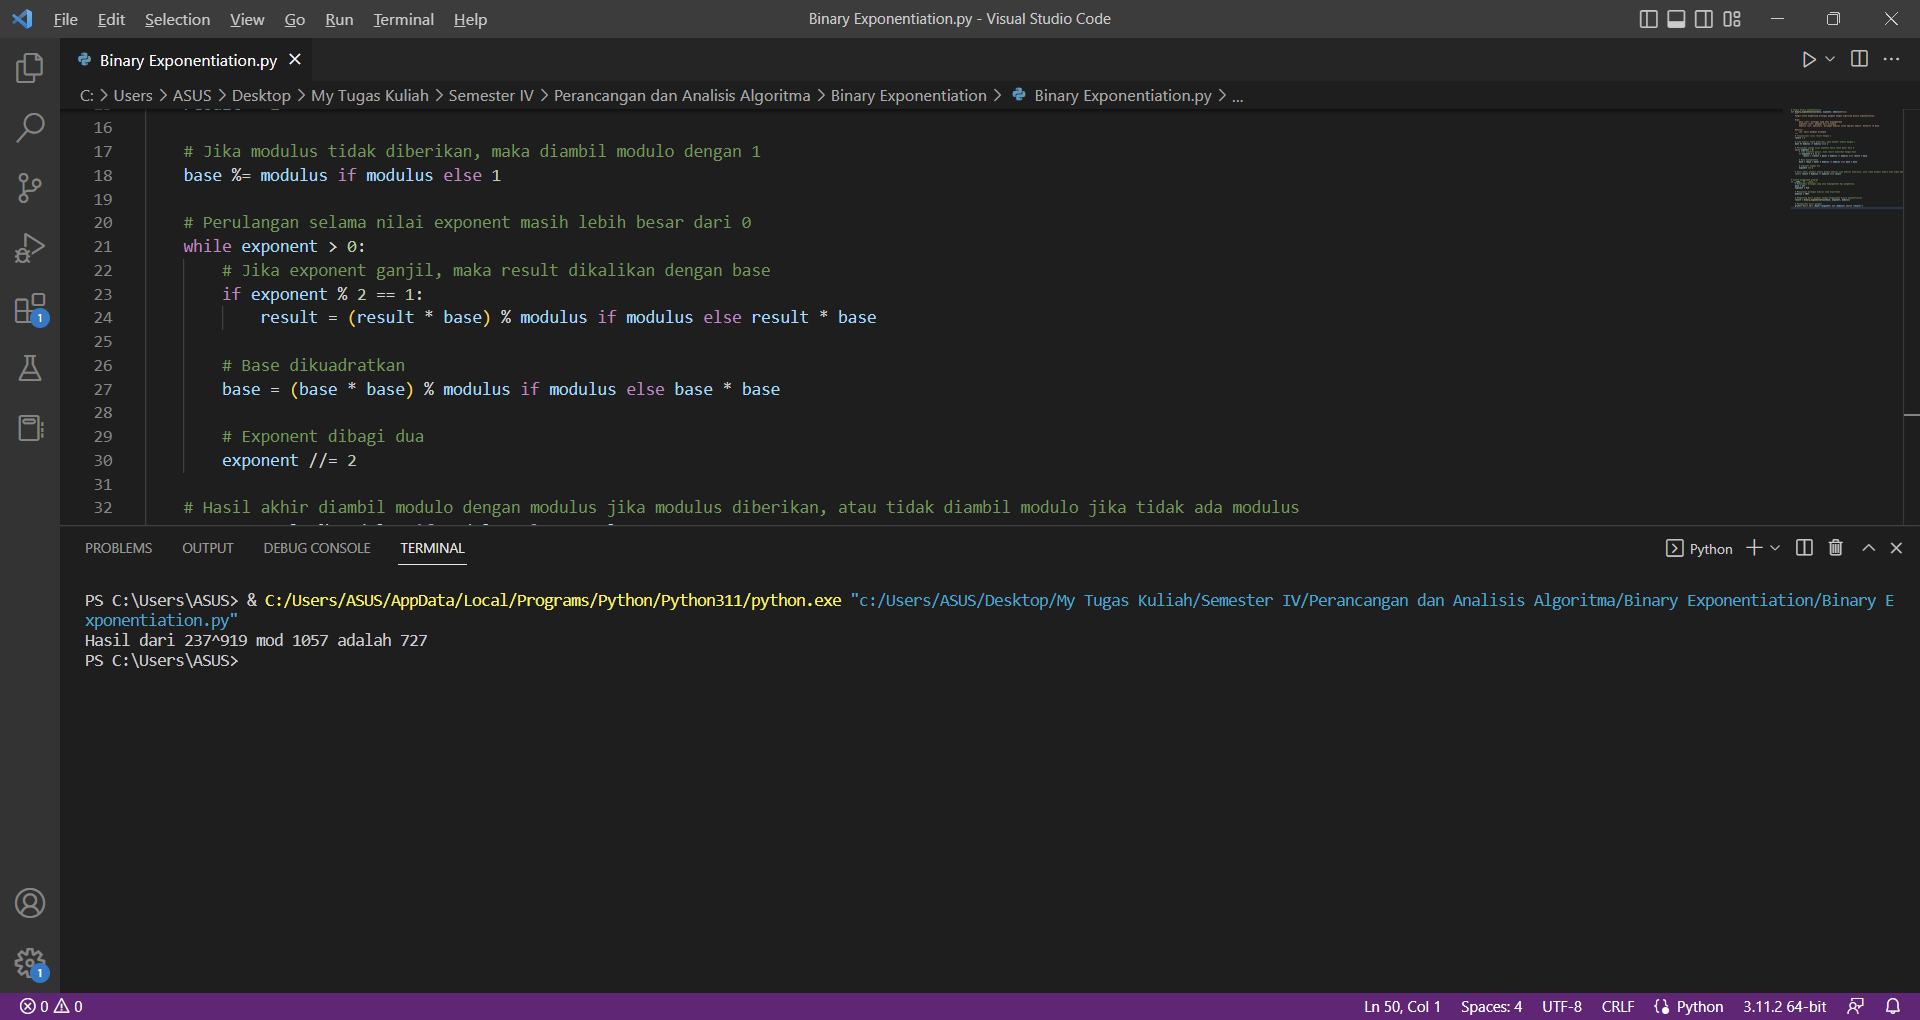 File Edit Selection View Go Run Terminal Help
Binary Exponentiation.py - Visual Studio Code
Binary Exponentiation.py
C: > Users > ASUS > Desktop > My Tugas Kuliah > Semester IV > Perancangan dan Analisis Algoritma > Binary Exponentiation > Binary Exponentiation.py > ...
16
17 # Jika modulus tidak diberikan, maka diambil modulo dengan 1
18 base %= modulus if modulus else 1
19
20 # Perulangan selama nilai exponent masih lebih besar dari 0
21 while exponent > 0:
22 # Jika exponent ganjil, maka result dikalikan dengan base
23 if exponent % 2 == 1:
24 result = (result * base) % modulus if modulus else result * base
25
26 # Base dikuadratkan
27 base = (base * base) % modulus if modulus else base * base
28
29 # Exponent dibagi dua
30 exponent //= 2
31
32 # Hasil akhir diambil modulo dengan modulus jika modulus diberikan, atau tidak diambil modulo jika tidak ada modulus
PROBLEMS OUTPUT DEBUG CONSOLE TERMINAL
Python
PS C:\Users\ASUS> & C:/Users/ASUS/AppData/Local/Programs/Python/Python311/python.exe "c:/Users/ASUS/Desktop/My Tugas Kuliah/Semester IV/Perancangan dan Analisis Algoritma/Binary Exponentiation/Binary E
xponentiation.py"
Hasil dari 237^919 mod 1057 adalah 727
PS C:\Users\ASUS>
1
1
0 0
Ln 50, Col 1 Spaces: 4 UTF-8 CRLF Python 3.11.2 64-bit